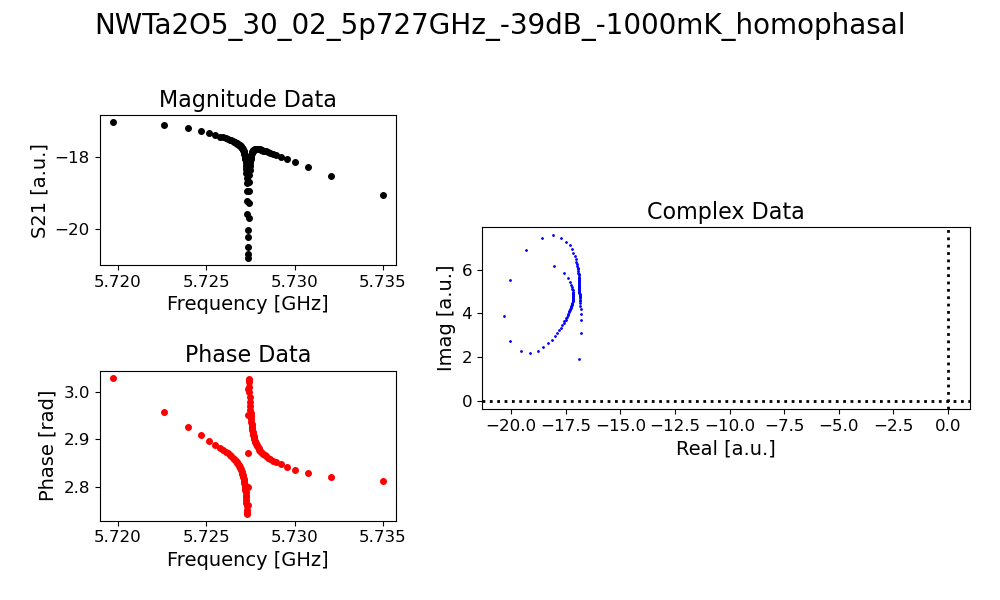 NWTa2O5_30_02_5p727GHz_-39dB_-1000mK_homophasal
Magnitude Data
S21 [a.u.]
−18
−20
5.720 5.725 5.730 5.735
Frequency [GHz]
Phase Data
Phase [rad]
3.0
2.9
2.8
5.720 5.725 5.730 5.735
Frequency [GHz]
Complex Data
Imag [a.u.]
6
4
2
0
−20.0 −17.5 −15.0 −12.5 −10.0 −7.5 −5.0 −2.5 0.0
Real [a.u.]